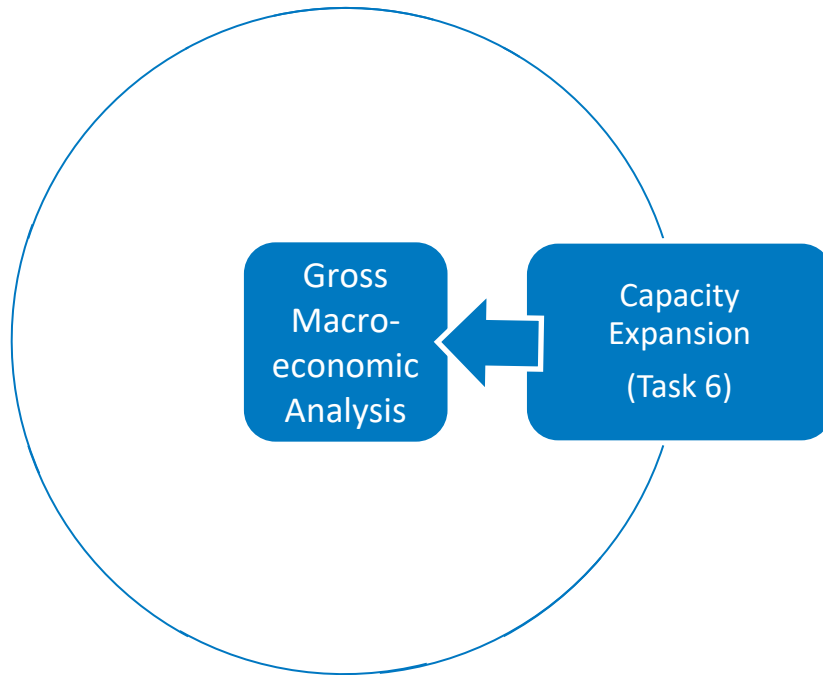 Gross
Macro-
economic
Analysis
Capacity
Expansion
(Task 6)